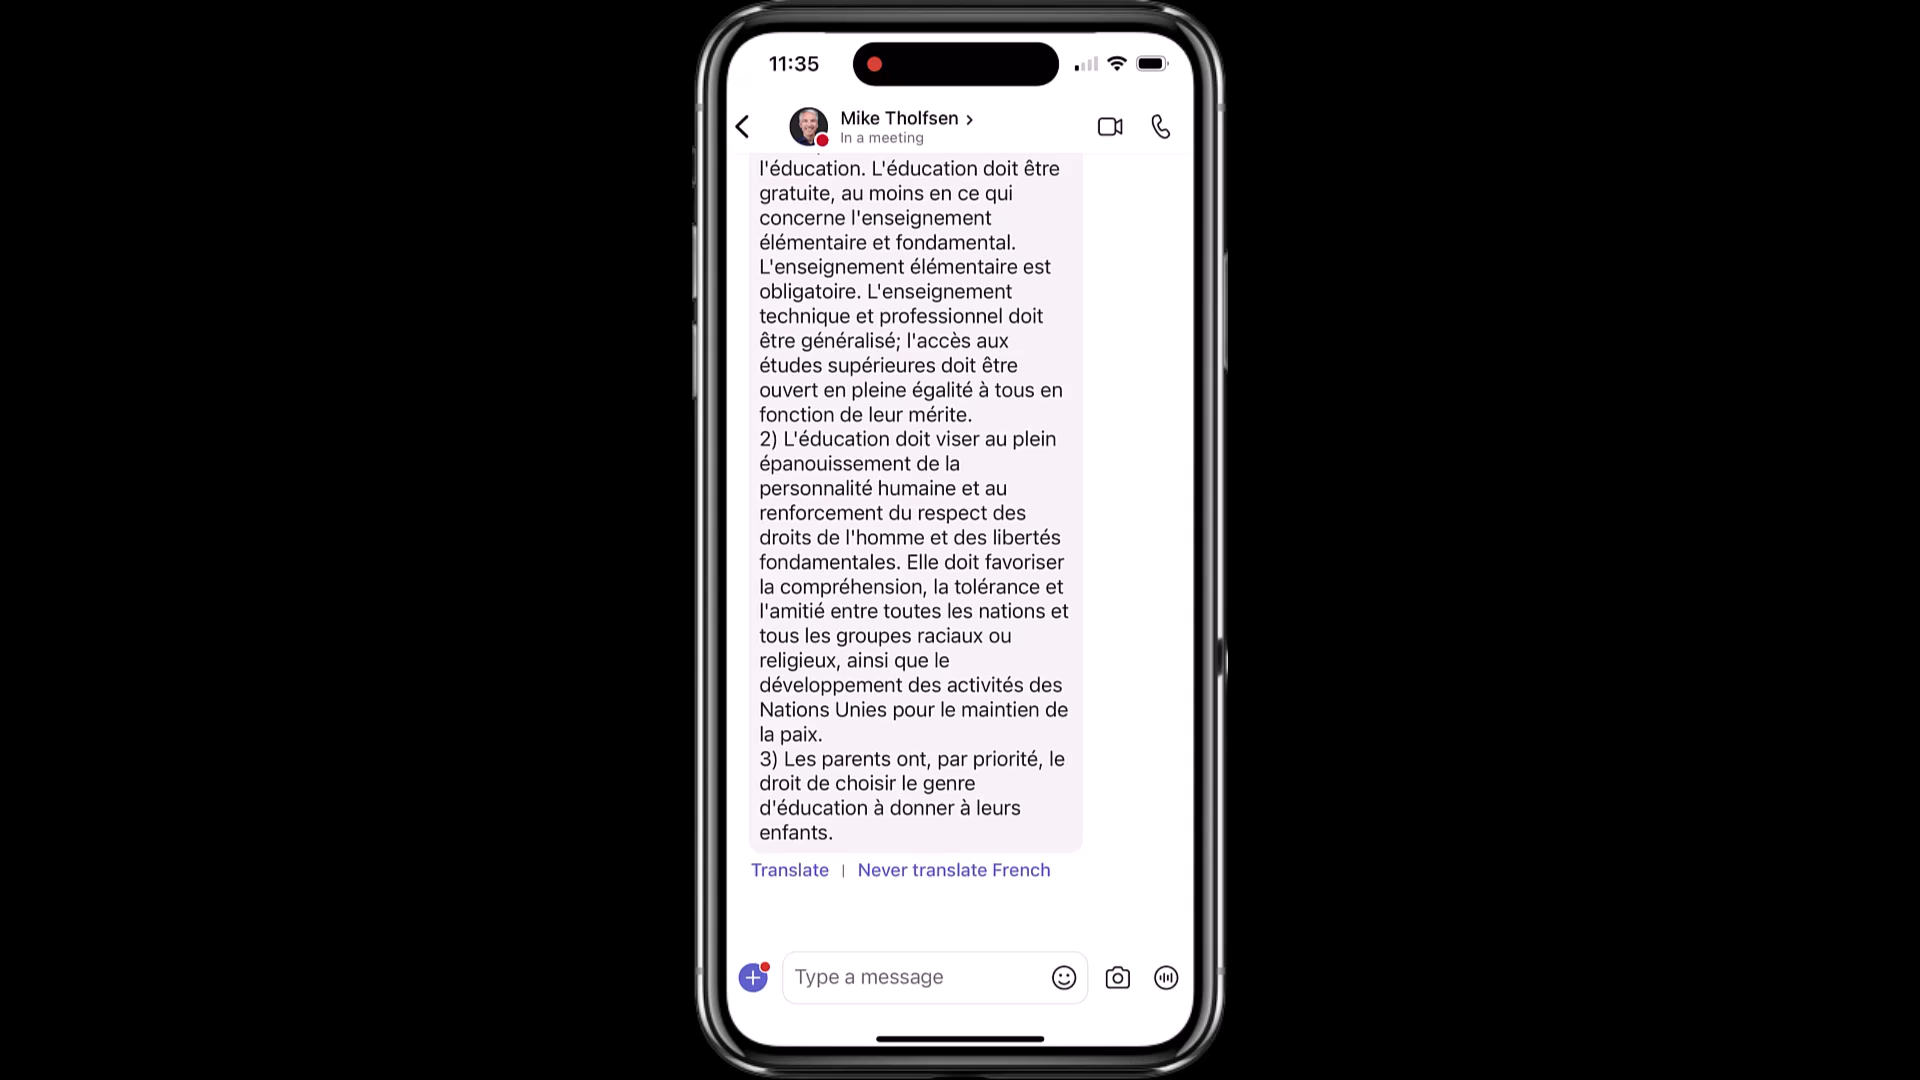 11:35
Mike Tholfsen >
In a meeting
l'éducation. L'éducation doit être
gratuite, au moins en ce qui
concerne l'enseignement
élémentaire et fondamental.
L'enseignement élémentaire est
obligatoire. L'enseignement
technique et professionnel doit
être généralisé; l'accès aux
études supérieures doit être
ouvert en pleine égalité à tous en
fonction de leur mérite.
2) L'éducation doit viser au plein
épanouissement de la
personnalité humaine et au
renforcement du respect des
droits de l'homme et des libertés
fondamentales. Elle doit favoriser
la compréhension, la tolérance et
l'amitié entre toutes les nations et
tous les groupes raciaux ou
religieux, ainsi que le
développement des activités des
Nations Unies pour le maintien de
la paix.
3) Les parents ont, par priorité, le
droit de choisir le genre
d'éducation à donner à leurs
enfants.
Translate | Never translate French
Type a message